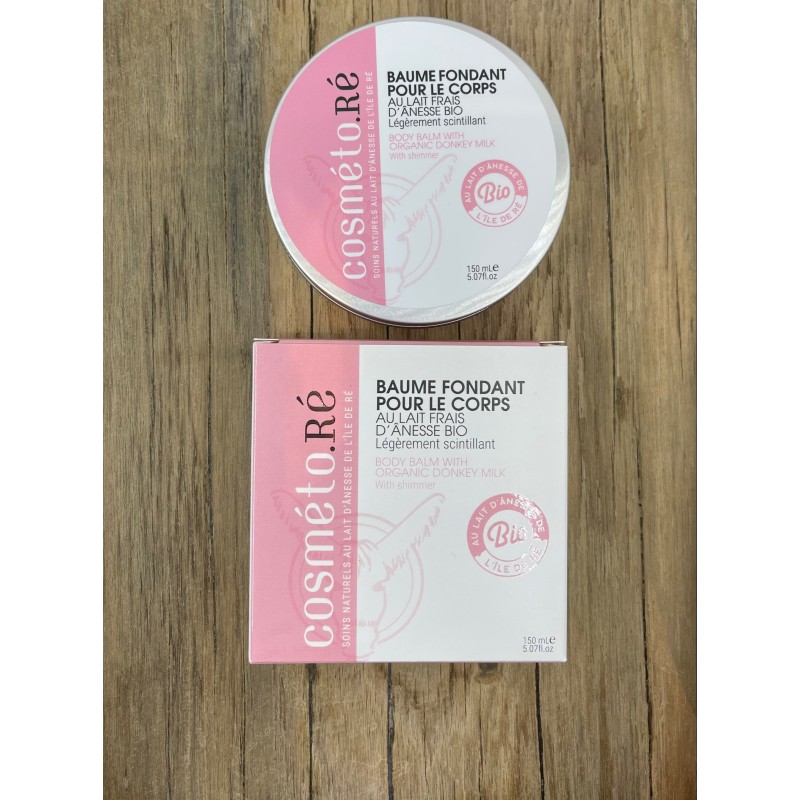 cosméto.Ré
SOINS NATURELS AU LAIT D'ÂNESSE DE L'ÎLE DE RÉ
BAUME FONDANT
POUR LE CORPS
AU LAIT FRAIS
D'ÂNESSE BIO
Légèrement scintillant
BODY BALM WITH
ORGANIC DONKEY MILK
With shimmer
AU LAIT D'ÂNESSE DE
Bio
L'ÎLE DE RÉ
150 mL℮
5.07fl.oz
cosméto.Ré
SOINS NATURELS AU LAIT D'ÂNESSE DE L'ÎLE DE RÉ
BAUME FONDANT
POUR LE CORPS
AU LAIT FRAIS
D'ÂNESSE BIO
Légèrement scintillant
BODY BALM WITH
ORGANIC DONKEY MILK
With shimmer
AU LAIT D'ÂNESSE DE
Bio
L'ÎLE DE RÉ
150 mL℮
5.07fl.oz